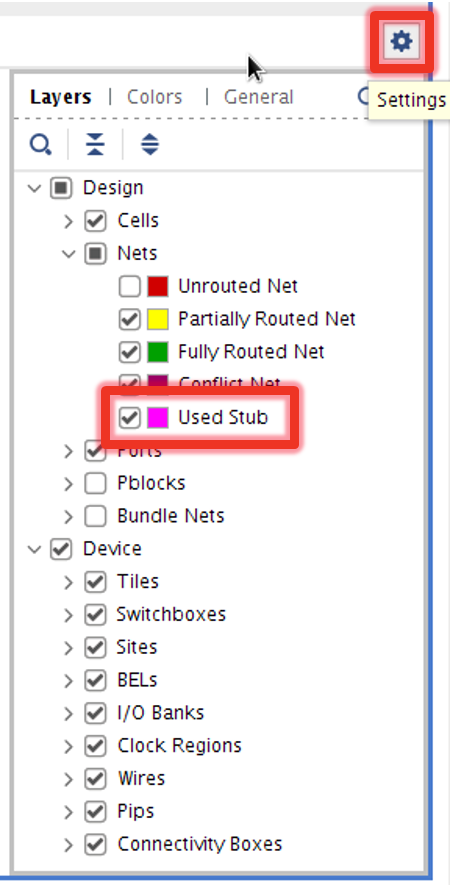 Layers | Colors | General
Settings
Design
Cells
Nets
Unrouted Net
Partially Routed Net
Fully Routed Net
Conflict Net
Used Stub
Ports
Pblocks
Bundle Nets
Device
Tiles
Switchboxes
Sites
BELs
I/O Banks
Clock Regions
Wires
Pips
Connectivity Boxes